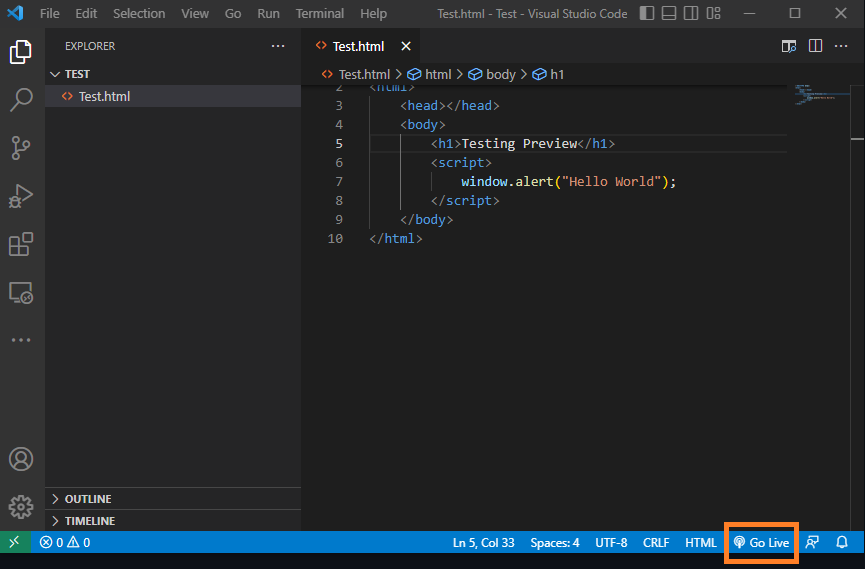 File Edit Selection View Go Run Terminal Help Test.html - Test - Visual Studio Code
EXPLORER
TEST
Test.html
Test.html
Test.html > html > body > h1
2 <html>
3 <head></head>
4 <body>
5 <h1>Testing Preview</h1>
6 <script>
7 window.alert("Hello World");
8 </script>
9 </body>
10 </html>
OUTLINE
TIMELINE
0 0 Ln 5, Col 33 Spaces: 4 UTF-8 CRLF HTML Go Live